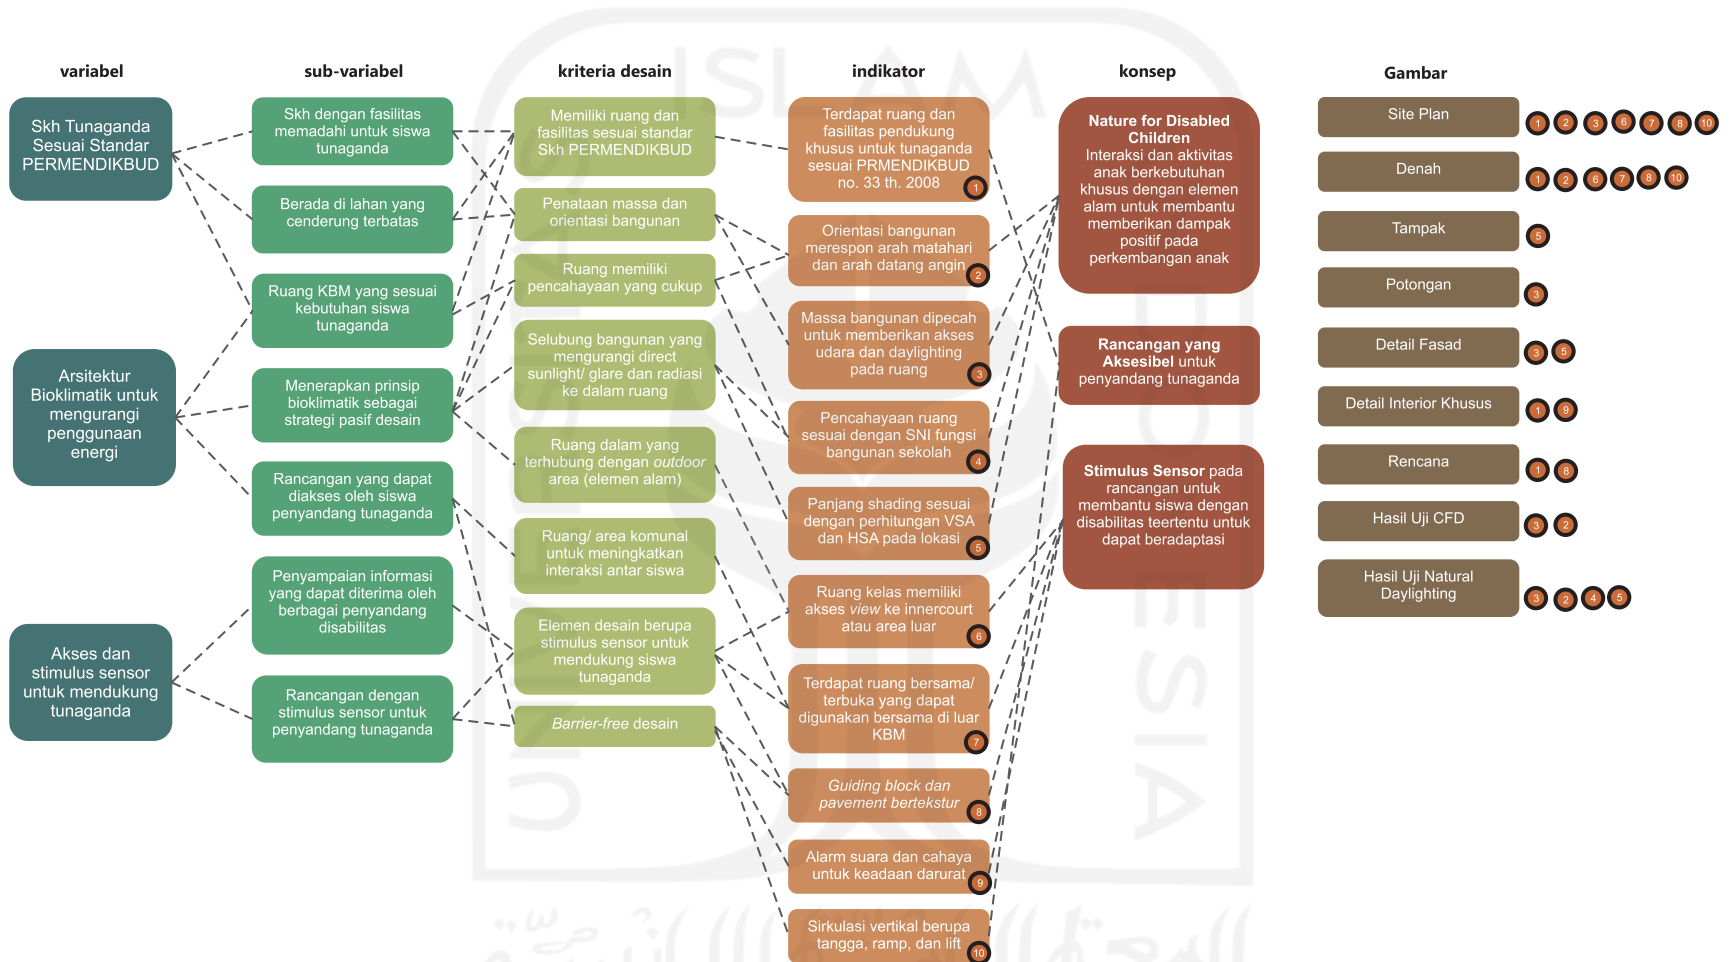 variabel
sub-variabel
kriteria desain
indikator
konsep
Gambar
Skh Tunaganda
Sesuai Standar
PERMENDIKBUD
Arsitektur
Bioklimatik untuk
mengurangi
penggunaan
energi
Akses dan
stimulus sensor
untuk mendukung
tunaganda
Skh dengan fasilitas
memadahi untuk siswa
tunaganda
Berada di lahan yang
cenderung terbatas
Ruang KBM yang sesuai
kebutuhan siswa
tunaganda
Menerapkan prinsip
bioklimatik sebagai
strategi pasif desain
Rancangan yang dapat
diakses oleh siswa
penyandang tunaganda
Penyampaian informasi
yang dapat diterima oleh
berbagai penyandang
disabilitas
Rancangan dengan
stimulus sensor untuk
penyandang tunaganda
Memiliki ruang dan
fasilitas sesuai standar
Skh PERMENDIKBUD
Penataan massa dan
orientasi bangunan
Ruang memiliki
pencahayaan yang cukup
Selubung bangunan yang
mengurangi direct
sunlight/ glare dan radiasi
ke dalam ruang
Ruang dalam yang
terhubung dengan outdoor
area (elemen alam)
Ruang/ area komunal
untuk meningkatkan
interaksi antar siswa
Elemen desain berupa
stimulus sensor untuk
mendukung siswa
tunaganda
Barrier-free desain
Terdapat ruang dan
fasilitas pendukung
khusus untuk tunaganda
sesuai PRMENDIKBUD
no. 33 th. 2008
1
Orientasi bangunan
merespon arah matahari
dan arah datang angin
2
Massa bangunan dipecah
untuk memberikan akses
udara dan daylighting
pada ruang
3
Pencahayaan ruang
sesuai dengan SNI fungsi
bangunan sekolah
4
Panjang shading sesuai
dengan perhitungan VSA
dan HSA pada lokasi
5
Ruang kelas memiliki
akses view ke innercourt
atau area luar
6
Terdapat ruang bersama/
terbuka yang dapat
digunakan bersama di luar
KBM
7
Guiding block dan
pavement bertekstur
8
Alarm suara dan cahaya
untuk keadaan darurat
9
Sirkulasi vertikal berupa
tangga, ramp, dan lift
10
Nature for Disabled
Children
Interaksi dan aktivitas
anak berkebutuhan
khusus dengan elemen
alam untuk membantu
memberikan dampak
positif pada
perkembangan anak
Rancangan yang
Aksesibel untuk
penyandang tunaganda
Stimulus Sensor pada
rancangan untuk
membantu siswa dengan
disabilitas teertentu untuk
dapat beradaptasi
Site Plan
1 2 3 6 7 8 10
Denah
1 2 6 7 8 10
Tampak
5
Potongan
3
Detail Fasad
3 5
Detail Interior Khusus
1 9
Rencana
1 8
Hasil Uji CFD
3 2
Hasil Uji Natural
Daylighting
3 2 4 5
ISLAM
UNIVERSITAS
INDONESIA